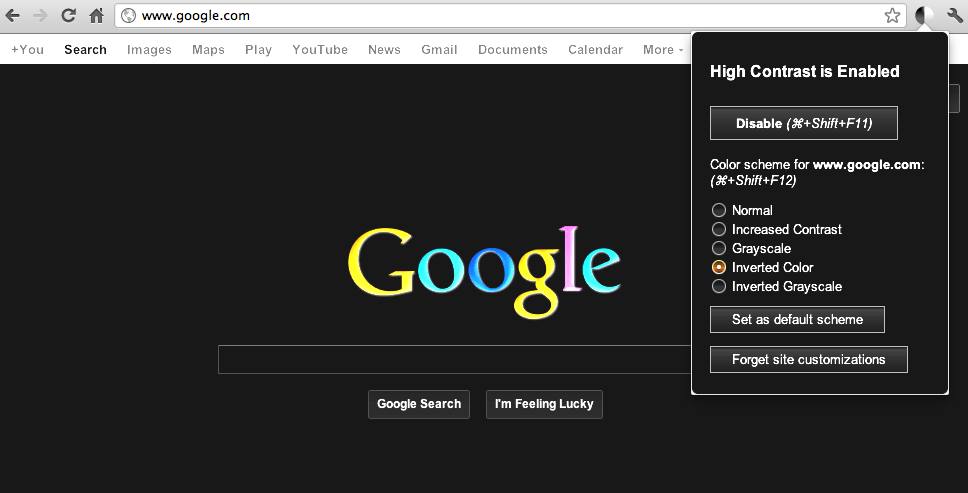 www.google.com
+You Search Images Maps Play YouTube News Gmail Documents Calendar More
High Contrast is Enabled
Disable (⌘+Shift+F11)
Color scheme for www.google.com:
(⌘+Shift+F12)
Normal
Increased Contrast
Grayscale
Inverted Color
Inverted Grayscale
Set as default scheme
Forget site customizations
Google
Google Search I'm Feeling Lucky